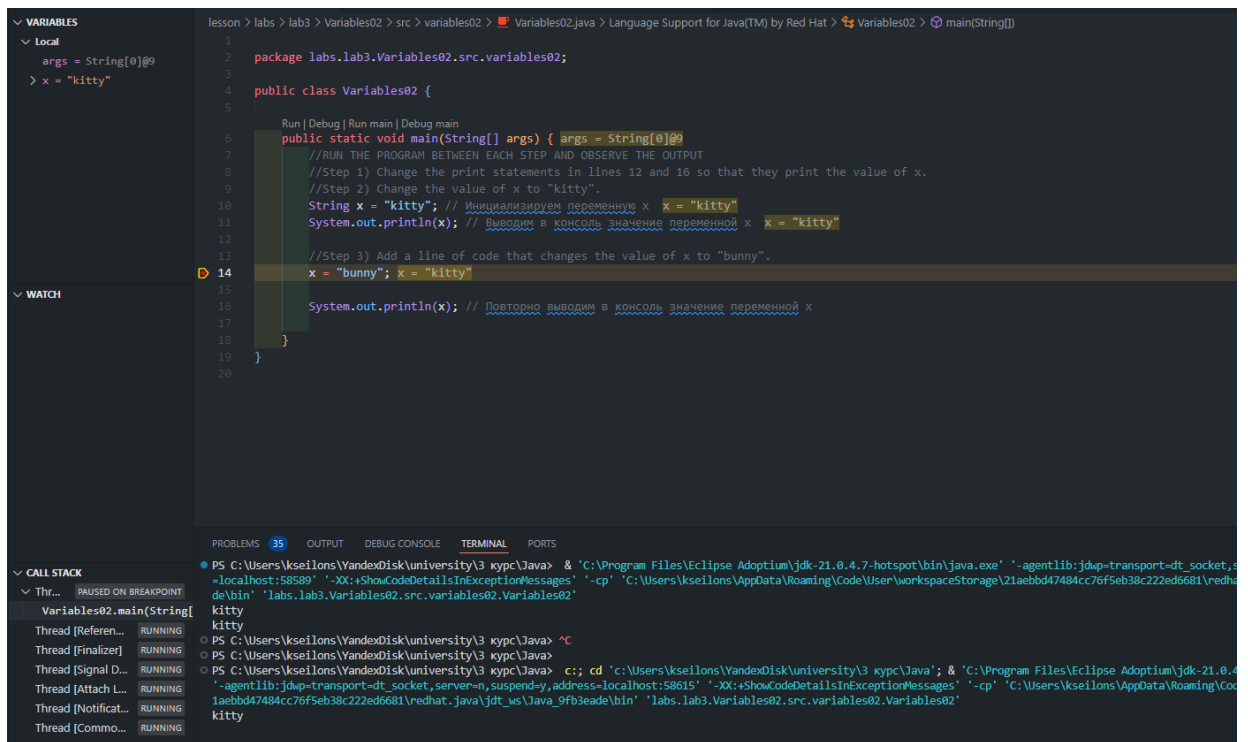 VARIABLES
Local
args = String[0]@9
x = "kitty"
WATCH
CALL STACK
Thr... PAUSED ON BREAKPOINT
Variables02.main(String[
Thread [Referen... RUNNING
Thread [Finalizer] RUNNING
Thread [Signal D... RUNNING
Thread [Attach L... RUNNING
Thread [Notificat... RUNNING
Thread [Commo... RUNNING
lesson > labs > lab3 > Variables02 > src > variables02 > Variables02.java > Language Support for Java(TM) by Red Hat > Variables02 > main(String[])
1
2 package labs.lab3.Variables02.src.variables02;
3
4 public class Variables02 {
5
Run | Debug | Run main | Debug main
6 public static void main(String[] args) { args = String[0]@9
7 //RUN THE PROGRAM BETWEEN EACH STEP AND OBSERVE THE OUTPUT
8 //Step 1) Change the print statements in lines 12 and 16 so that they print the value of x.
9 //Step 2) Change the value of x to "kitty".
10 String x = "kitty"; // Инициализируем переменную x x = "kitty"
11 System.out.println(x); // Выводим в консоль значение переменной x x = "kitty"
12
13 //Step 3) Add a line of code that changes the value of x to "bunny".
14 x = "bunny"; x = "kitty"
15
16 System.out.println(x); // Повторно выводим в консоль значение переменной x
17
18 }
19 }
20
PROBLEMS 35 OUTPUT DEBUG CONSOLE TERMINAL PORTS
PS C:\Users\kseilons\YandexDisk\university\3 курс\Java> & 'C:\Program Files\Eclipse Adoptium\jdk-21.0.4.7-hotspot\bin\java.exe' '-agentlib:jdwp=transport=dt_socket,s
=localhost:58589' '-XX:+ShowCodeDetailsInExceptionMessages' '-cp' 'C:\Users\kseilons\AppData\Roaming\Code\User\workspaceStorage\21aebbd47484cc76f5eb38c222ed6681\redha
de\bin' 'labs.lab3.Variables02.src.variables02.Variables02'
kitty
kitty
PS C:\Users\kseilons\YandexDisk\university\3 курс\Java> ^C
PS C:\Users\kseilons\YandexDisk\university\3 курс\Java>
PS C:\Users\kseilons\YandexDisk\university\3 курс\Java> c:; cd 'c:\Users\kseilons\YandexDisk\university\3 курс\Java'; & 'C:\Program Files\Eclipse Adoptium\jdk-21.0.4
'-agentlib:jdwp=transport=dt_socket,server=n,suspend=y,address=localhost:58615' '-XX:+ShowCodeDetailsInExceptionMessages' '-cp' 'C:\Users\kseilons\AppData\Roaming\Cod
1aebbd47484cc76f5eb38c222ed6681\redhat.java\jdt_ws\Java_9fb3eade\bin' 'labs.lab3.Variables02.src.variables02.Variables02'
kitty